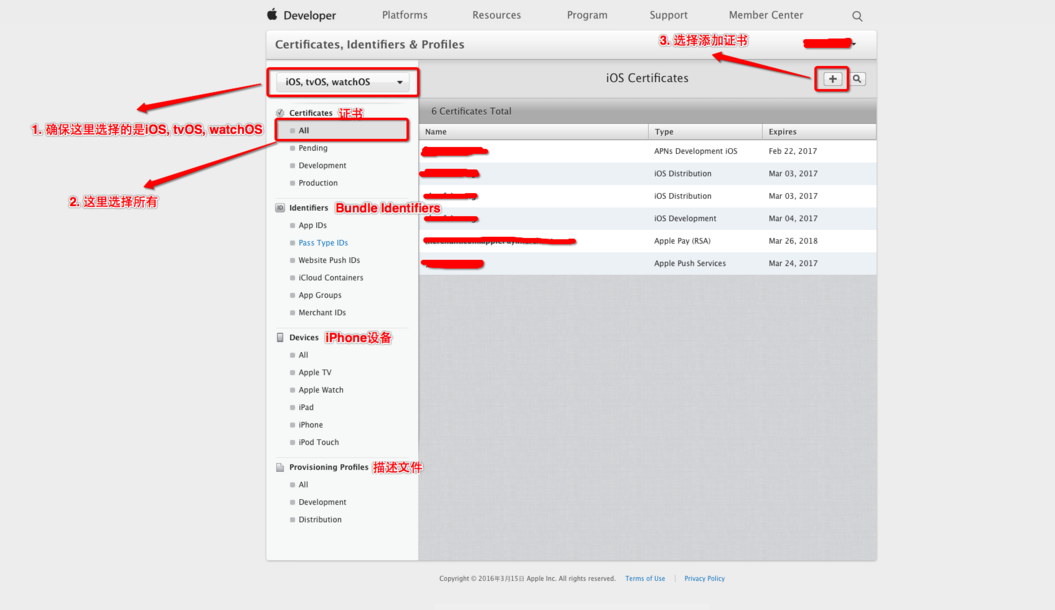 Developer
Platforms
Resources
Program
Support
Member Center
Certificates, Identifiers & Profiles
3. 选择添加证书
iOS, tvOS, watchOS
iOS Certificates
1. 确保这里选择的是iOS, tvOS, watchOS
2. 这里选择所有
Certificates 证书
All
Pending
Development
Production
Identifiers Bundle Identifiers
App IDs
Pass Type IDs
Website Push IDs
iCloud Containers
App Groups
Merchant IDs
Devices iPhone设备
All
Apple TV
Apple Watch
iPad
iPhone
iPod Touch
Provisioning Profiles 描述文件
All
Development
Distribution
6 Certificates Total
Name Type Expires
APNs Development iOS Feb 22, 2017
iOS Distribution Mar 03, 2017
iOS Distribution Mar 03, 2017
iOS Development Mar 04, 2017
Apple Pay (RSA) Mar 26, 2018
Apple Push Services Mar 24, 2017
Copyright © 2016年3月15日 Apple Inc. All rights reserved. Terms of Use Privacy Policy